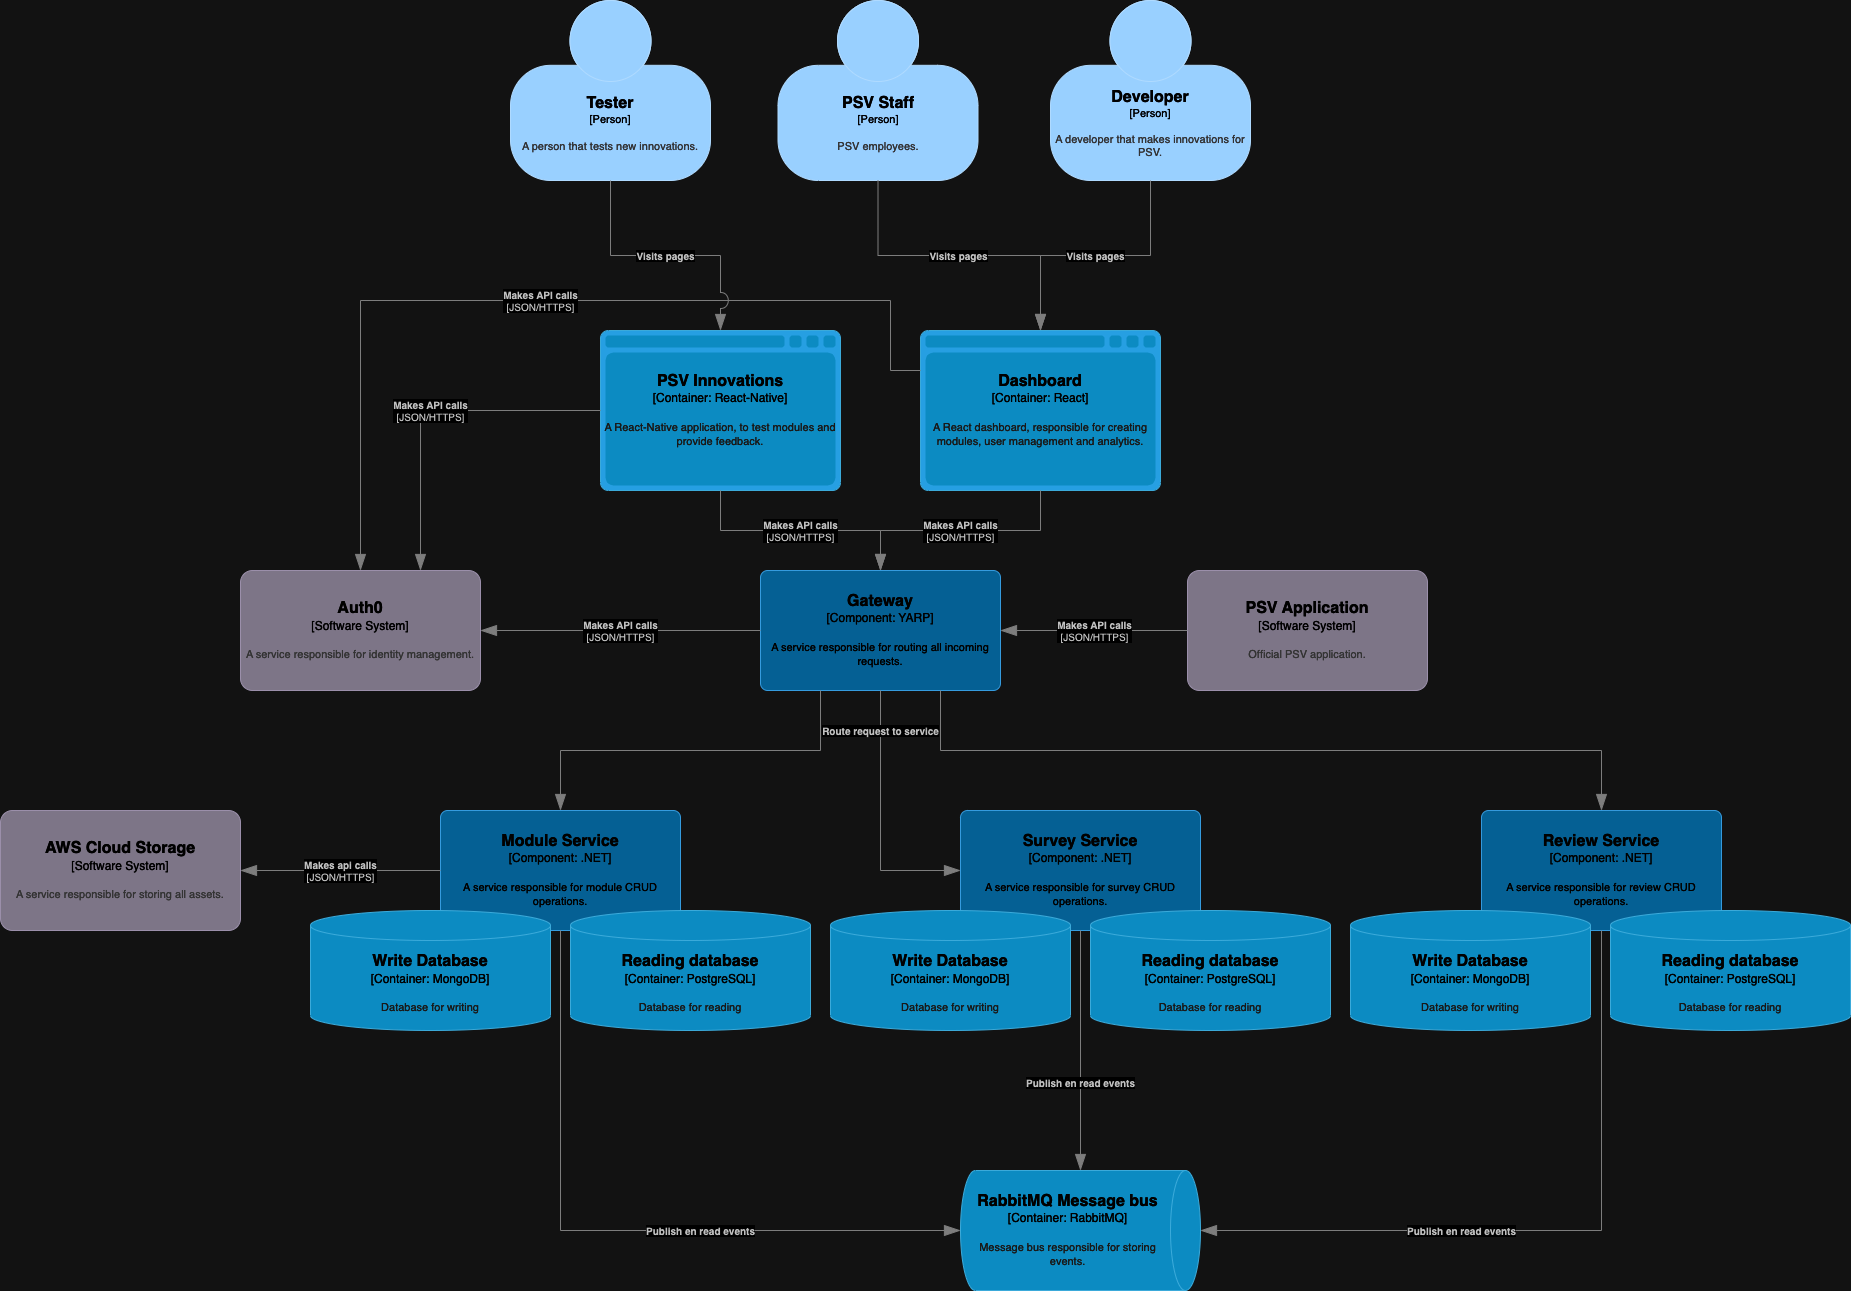 Tester
[Person]
A person that tests new innovations.
PSV Staff
[Person]
PSV employees.
Developer
[Person]
A developer that makes innovations for
PSV.
Visits pages
Visits pages
Visits pages
Makes API calls
[JSON/HTTPS]
PSV Innovations
[Container: React-Native]
A React-Native application, to test modules and
provide feedback.
Dashboard
[Container: React]
A React dashboard, responsible for creating
modules, user management and analytics.
Makes API calls
[JSON/HTTPS]
Makes API calls
[JSON/HTTPS]
Makes API calls
[JSON/HTTPS]
Auth0
[Software System]
A service responsible for identity management.
Makes API calls
[JSON/HTTPS]
Gateway
[Component: YARP]
A service responsible for routing all incoming
requests.
Makes API calls
[JSON/HTTPS]
PSV Application
[Software System]
Official PSV application.
Route request to service
AWS Cloud Storage
[Software System]
A service responsible for storing all assets.
Makes api calls
[JSON/HTTPS]
Module Service
[Component: .NET]
A service responsible for module CRUD
operations.
Survey Service
[Component: .NET]
A service responsible for survey CRUD
operations.
Review Service
[Component: .NET]
A service responsible for review CRUD
operations.
Write Database
[Container: MongoDB]
Database for writing
Reading database
[Container: PostgreSQL]
Database for reading
Write Database
[Container: MongoDB]
Database for writing
Reading database
[Container: PostgreSQL]
Database for reading
Write Database
[Container: MongoDB]
Database for writing
Reading database
[Container: PostgreSQL]
Database for reading
Publish en read events
RabbitMQ Message bus
[Container: RabbitMQ]
Message bus responsible for storing
events.
Publish en read events
Publish en read events